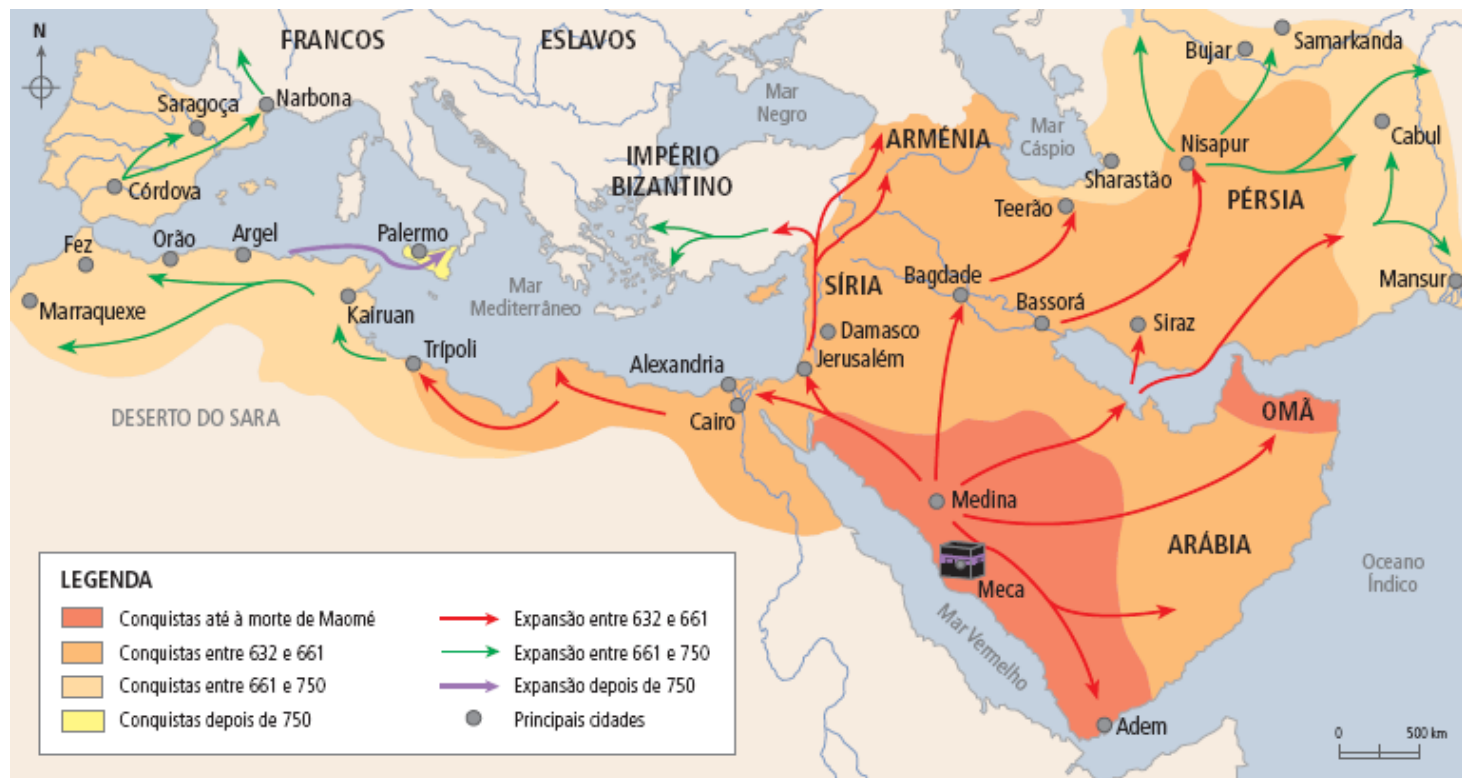 N
FRANCOS
ESLAVOS
Samarkanda
Bujar
Saragoça
Narbona
Mar
Negro
ARMÉNIA
Mar
Cáspio
Nisapur
Cabul
IMPÉRIO
BIZANTINO
Sharastão
Córdova
Teerão
PÉRSIA
Fez
Orão
Argel
Palermo
Mar
Mediterrâneo
SÍRIA
Bagdade
Bassorá
Mansur
Marraquexe
Kairuan
Damasco
Siraz
Trípoli
Alexandria
Jerusalém
DESERTO DO SARA
Cairo
OMÃ
Medina
ARÁBIA
Oceano
Índico
Meca
Mar Vermelho
Adem
LEGENDA
Conquistas até à morte de Maomé
Conquistas entre 632 e 661
Conquistas entre 661 e 750
Conquistas depois de 750
Expansão entre 632 e 661
Expansão entre 661 e 750
Expansão depois de 750
Principais cidades
0 500 km